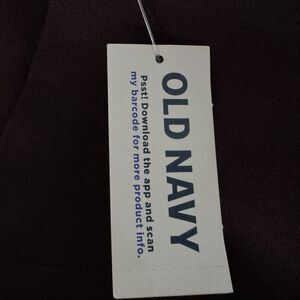 OLD NAVY
Psst! Download the app and scan
my barcode for more product info.